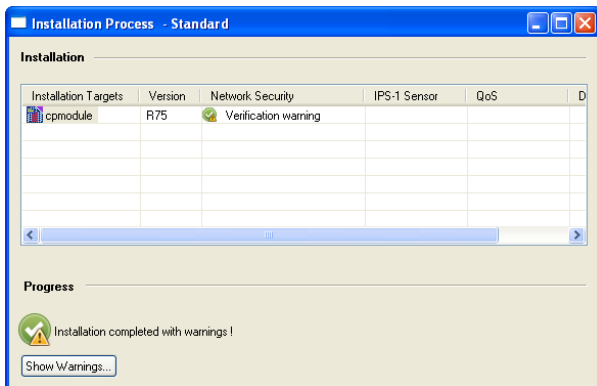 Installation Process - Standard
Installation
Installation Targets Version Network Security IPS-1 Sensor QoS D
cpmodule R75 Verification warning
Progress
Installation completed with warnings !
Show Warnings...